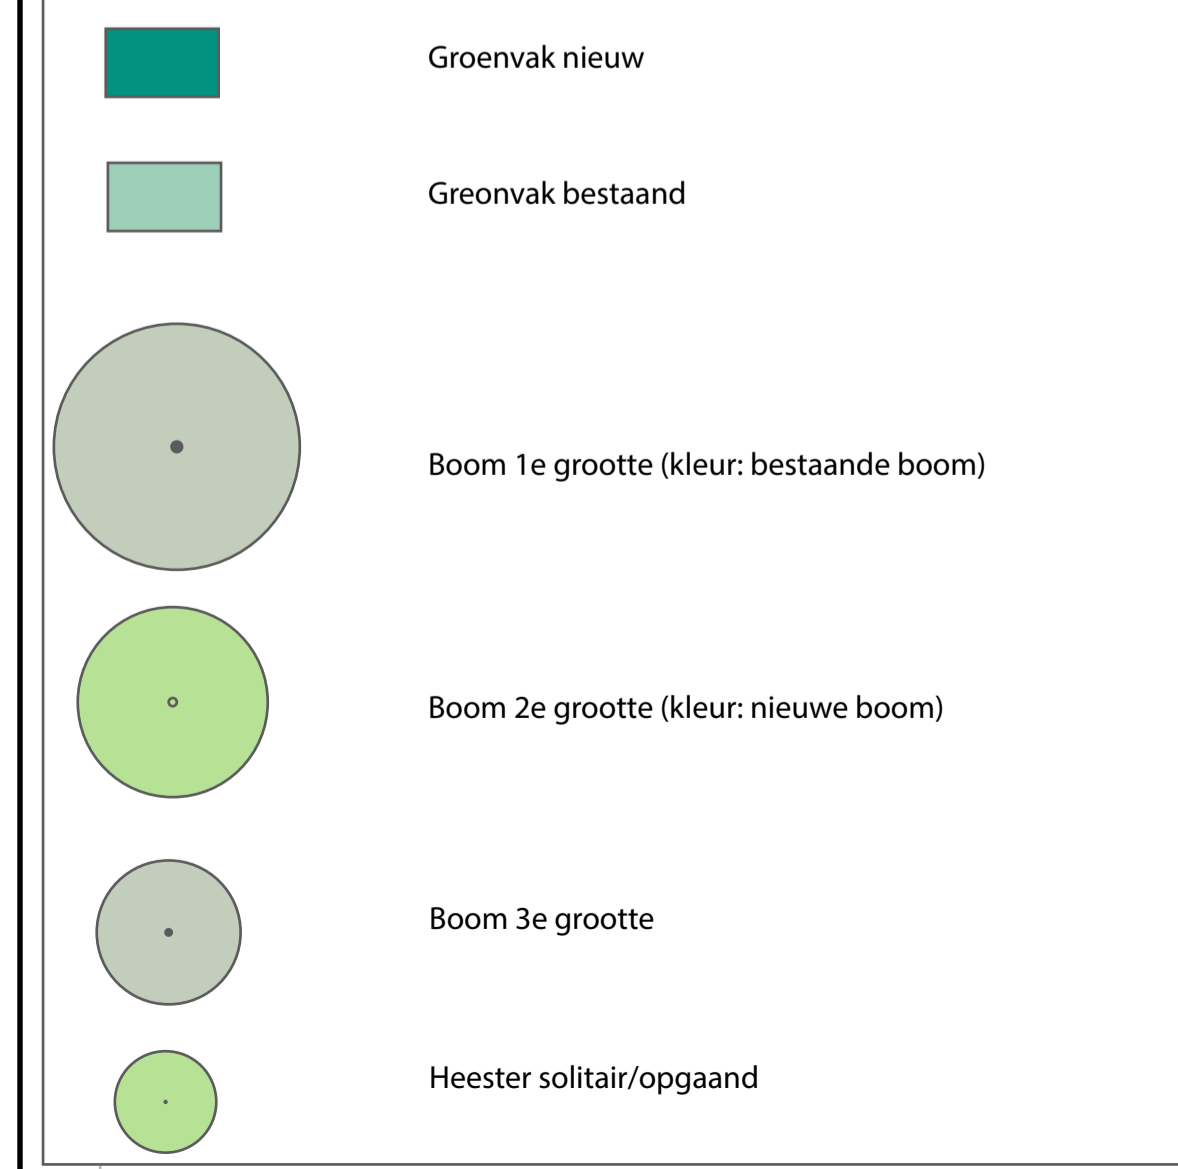 Groenvak nieuw
Greonvak bestaand
Boom 1e grootte (kleur: bestaande boom)
Boom 2e grootte (kleur: nieuwe boom)
Boom 3e grootte
Heester solitair/opgaand